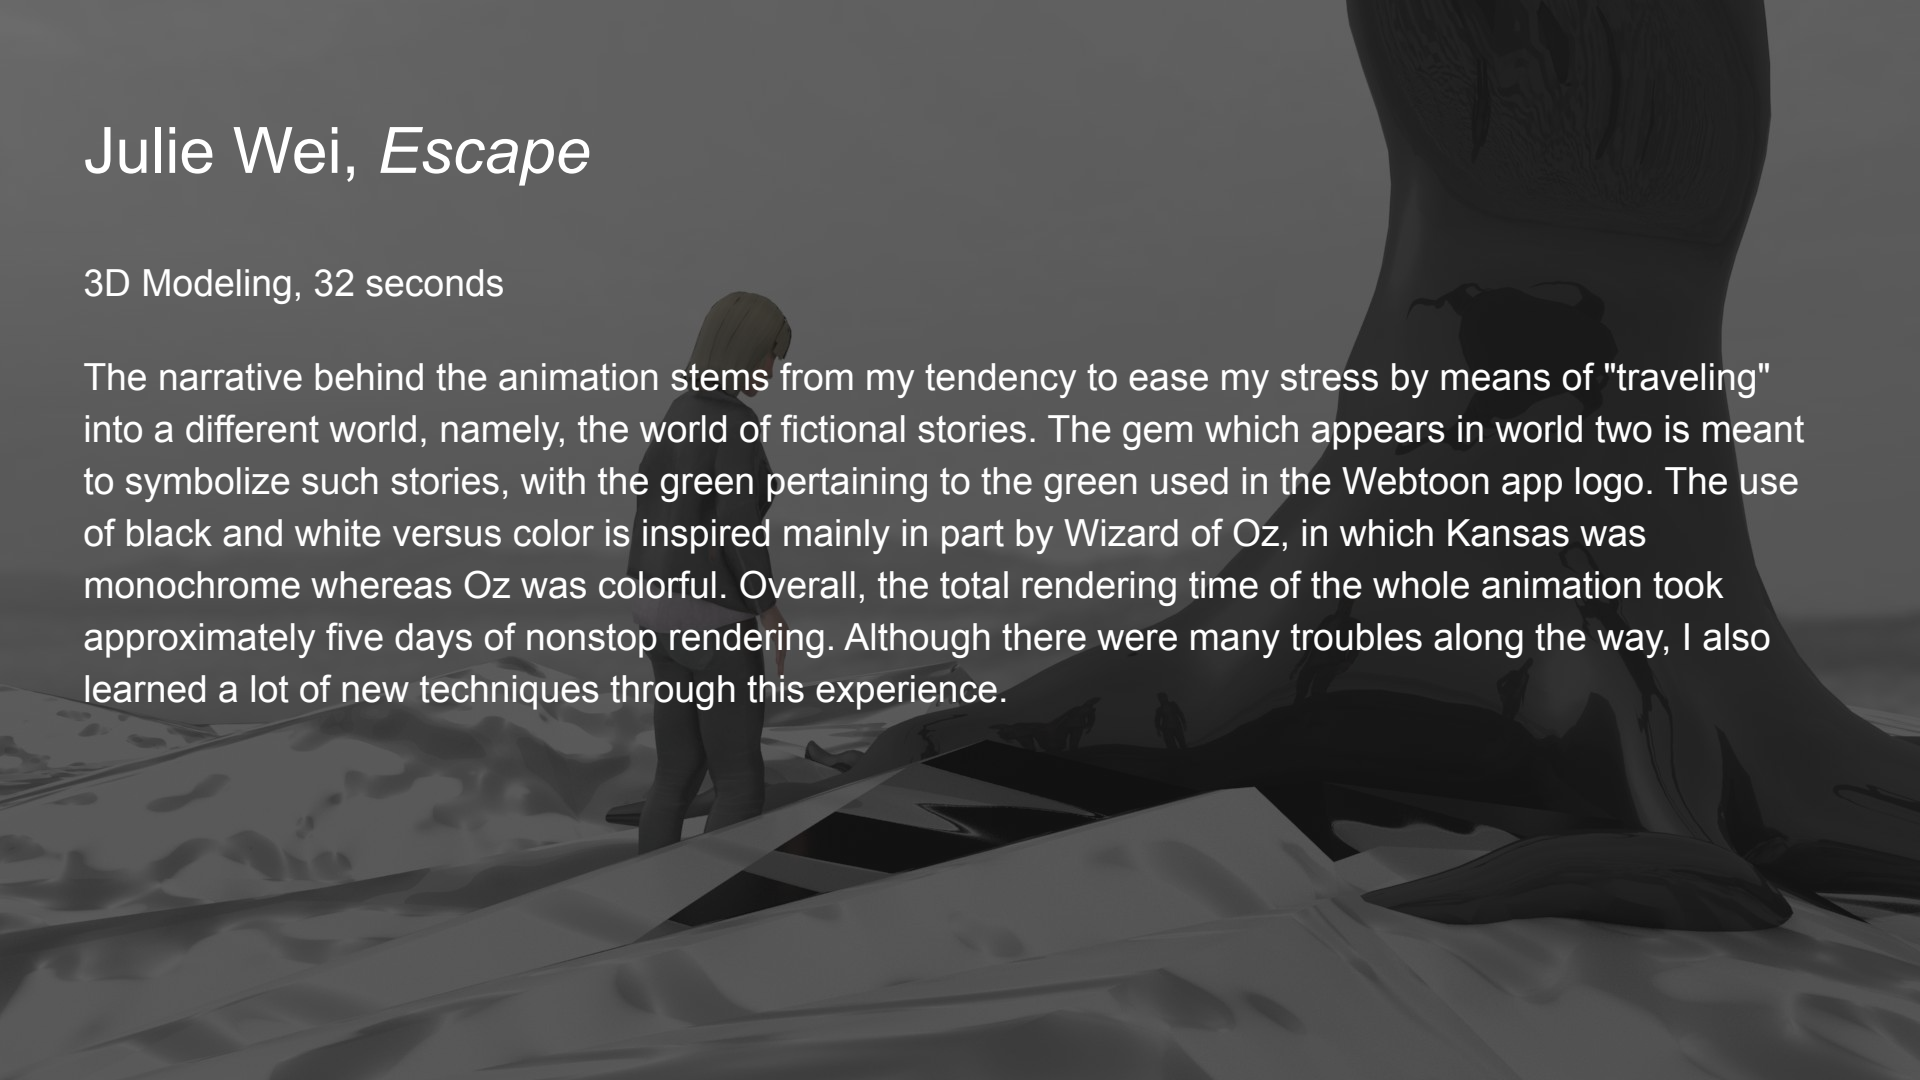 Julie Wei, Escape
3D Modeling, 32 seconds
The narrative behind the animation stems from my tendency to ease my stress by means of "traveling"
into a different world, namely, the world of fictional stories. The gem which appears in world two is meant
to symbolize such stories, with the green pertaining to the green used in the Webtoon app logo. The use
of black and white versus color is inspired mainly in part by Wizard of Oz, in which Kansas was
monochrome whereas Oz was colorful. Overall, the total rendering time of the whole animation took
approximately five days of nonstop rendering. Although there were many troubles along the way, I also
learned a lot of new techniques through this experience.